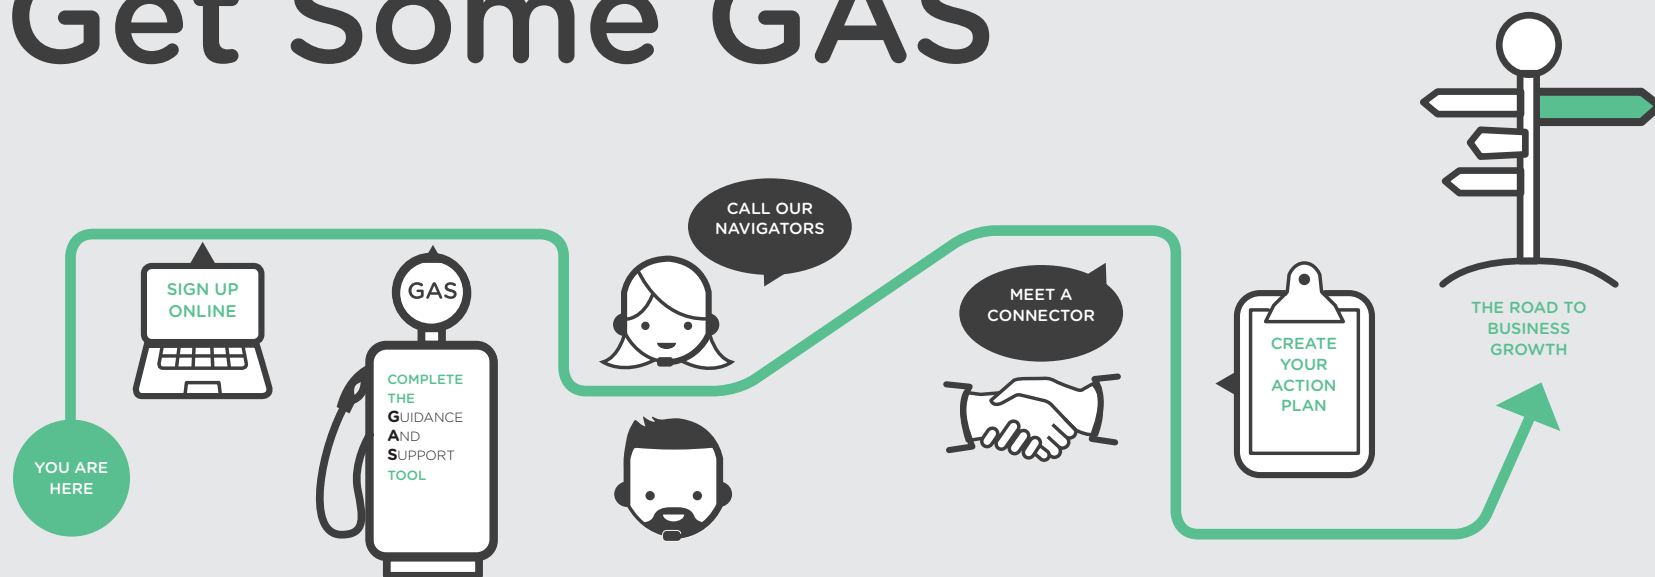 Get Some GAS
YOU ARE
HERE
SIGN UP
ONLINE
GAS
COMPLETE
THE
GUIDANCE
AND
SUPPORT
TOOL
CALL OUR
NAVIGATORS
MEET A
CONNECTOR
CREATE
YOUR
ACTION
PLAN
THE ROAD TO
BUSINESS
GROWTH